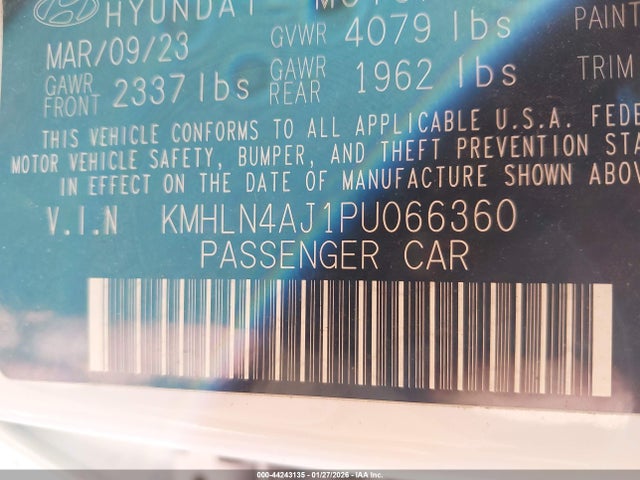 HYUNDAI MOTOR
PAINT
MAR/09/23 GVWR 4079 lbs
GAWR FRONT 2337 lbs GAWR REAR 1962 lbs
TRIM
THIS VEHICLE CONFORMS TO ALL APPLICABLE U.S.A. FEDE
MOTOR VEHICLE SAFETY, BUMPER, AND THEFT PREVENTION STA
IN EFFECT ON THE DATE OF MANUFACTURE SHOWN ABOV
V.I.N KMHLN4AJ1PU066360
PASSENGER CAR
000-44243135 - 01/27/2026 - IAA Inc.